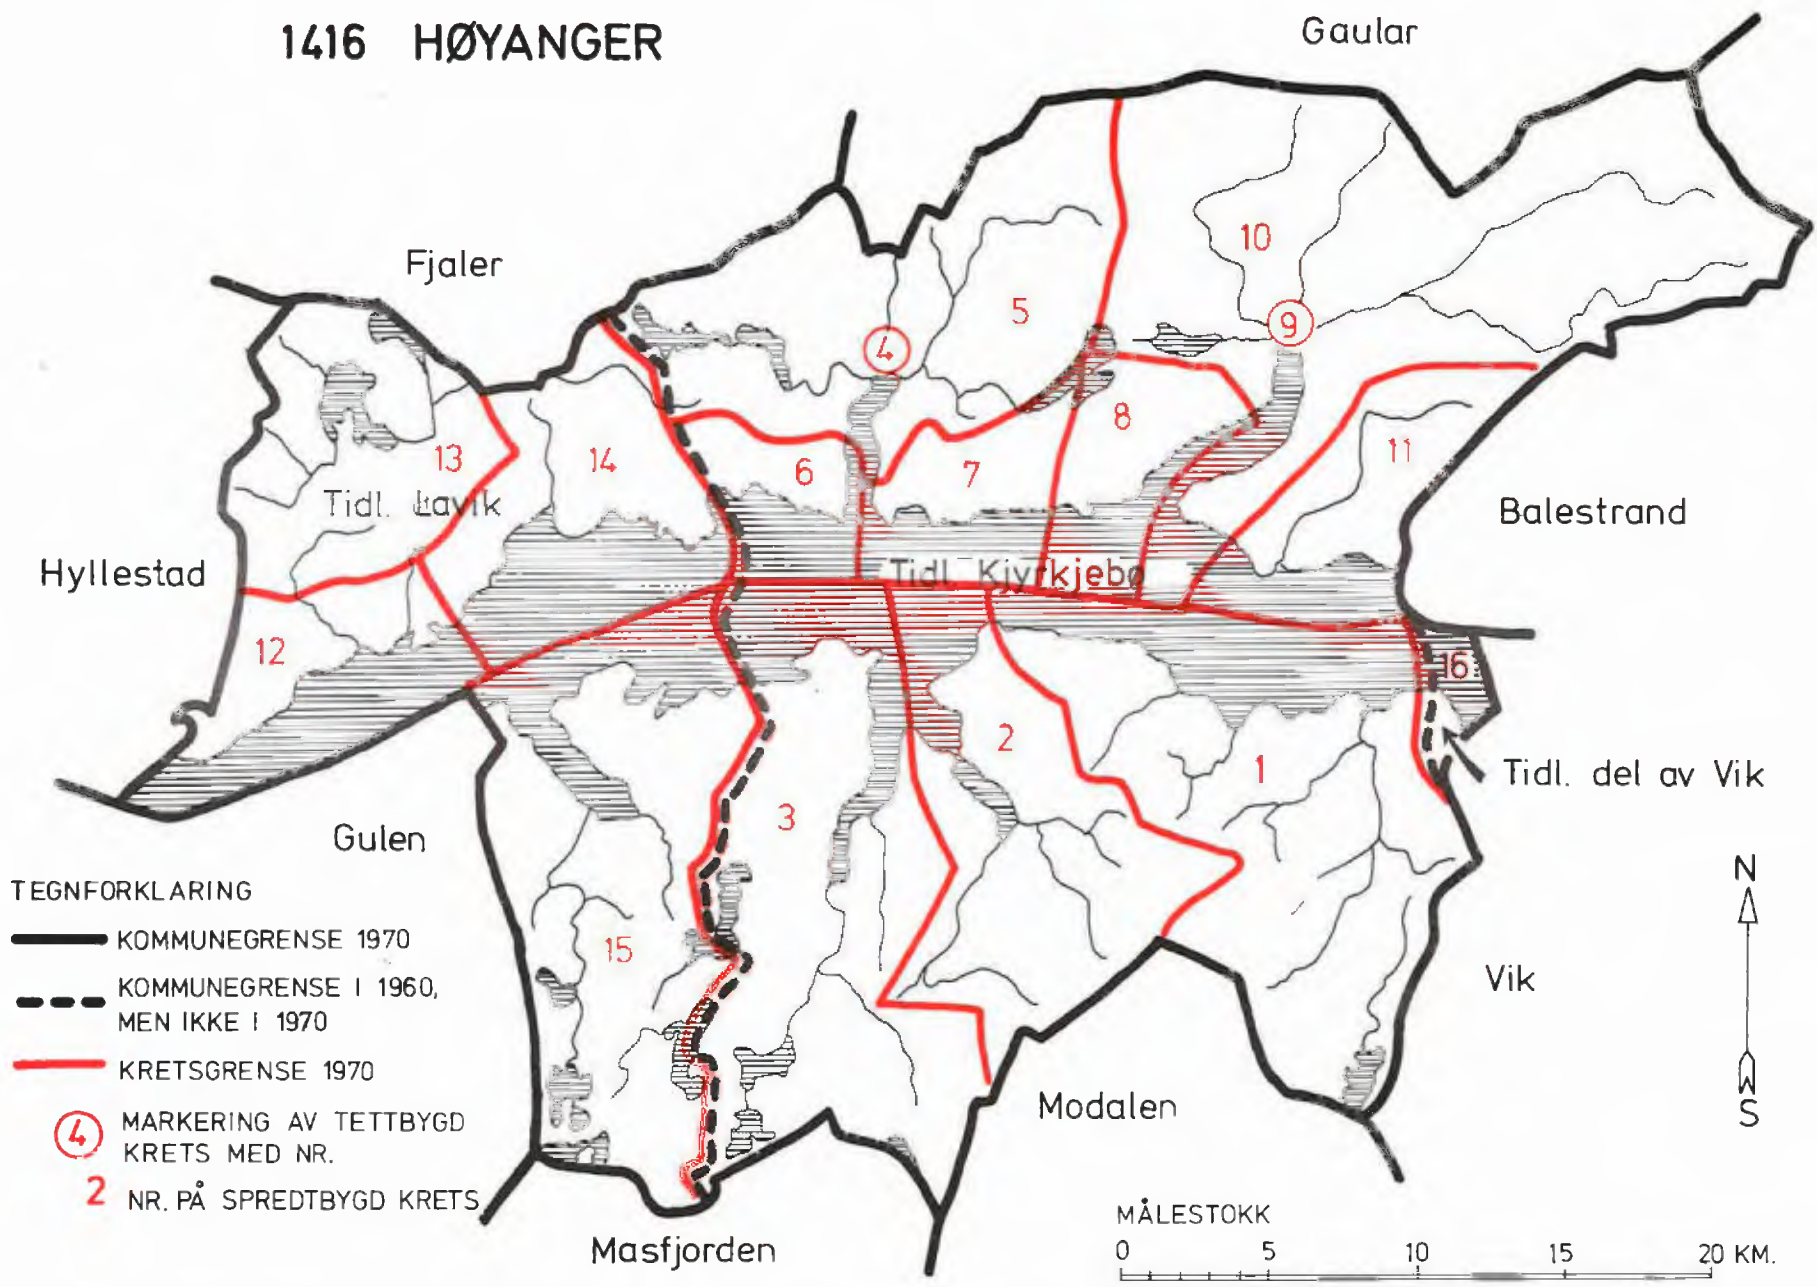 1416 HØYANGER
Gaular
Fjaler
10
5
9
4
8
13
14
6
7
11
Tidl. Lavik
Balestrand
Hyllestad
Tidl. Kjyrkjebø
12
16
2
1
Tidl. del av Vik
3
Gulen
15
Vik
TEGNFORKLARING
KOMMUNEGRENSE 1970
KOMMUNEGRENSE I 1960,
MEN IKKE I 1970
KRETSGRENSE 1970
4 MARKERING AV TETTBYGD
KRETS MED NR.
2 NR. PÅ SPREDTBYGD KRETS
N
S
Modalen
Masfjorden
MÅLESTOKK
0 5 10 15 20 KM.